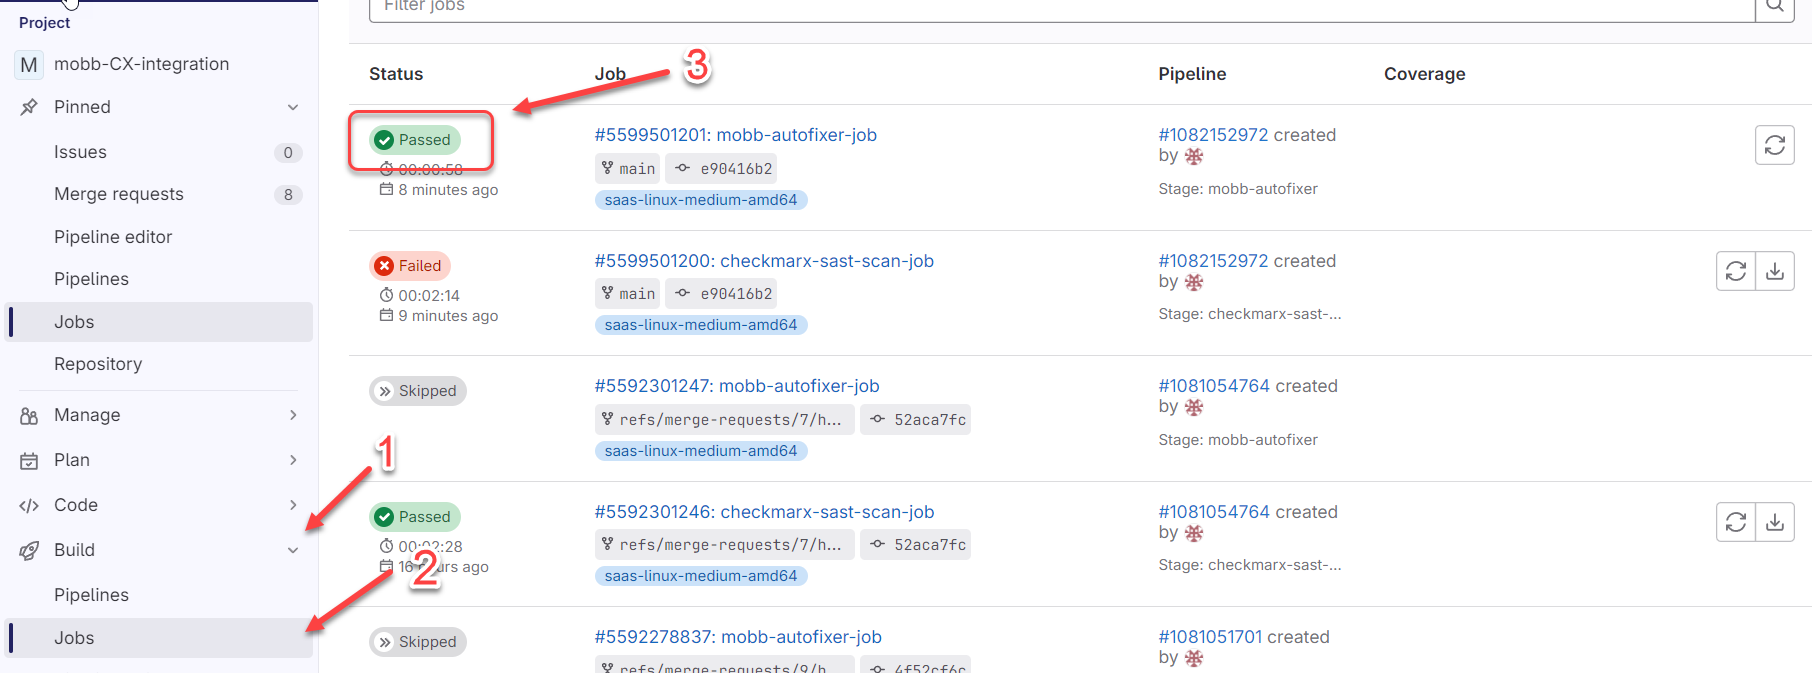 Project
M mobb-CX-integration
Pinned
Issues 0
Merge requests 8
Pipeline editor
Pipelines
Jobs
Repository
Manage
Plan
Code
Build
Pipelines
Jobs
1
2
3
Filter jobs
Status Job Pipeline Coverage
Passed #5599501201: mobb-autofixer-job #1082152972 created
00:00:58 main e90416b2 by
8 minutes ago saas-linux-medium-amd64 Stage: mobb-autofixer
Failed #5599501200: checkmarx-sast-scan-job #1082152972 created
00:02:14 main e90416b2 by
9 minutes ago saas-linux-medium-amd64 Stage: checkmarx-sast-...
Skipped #5592301247: mobb-autofixer-job #1081054764 created
refs/merge-requests/7/h... 52aca7fc by
saas-linux-medium-amd64 Stage: mobb-autofixer
Passed #5592301246: checkmarx-sast-scan-job #1081054764 created
00:02:28 refs/merge-requests/7/h... 52aca7fc by
16 hours ago saas-linux-medium-amd64 Stage: checkmarx-sast-...
Skipped #5592278837: mobb-autofixer-job #1081051701 created
refs/merge-requests/9/h... 4f52cf6c by